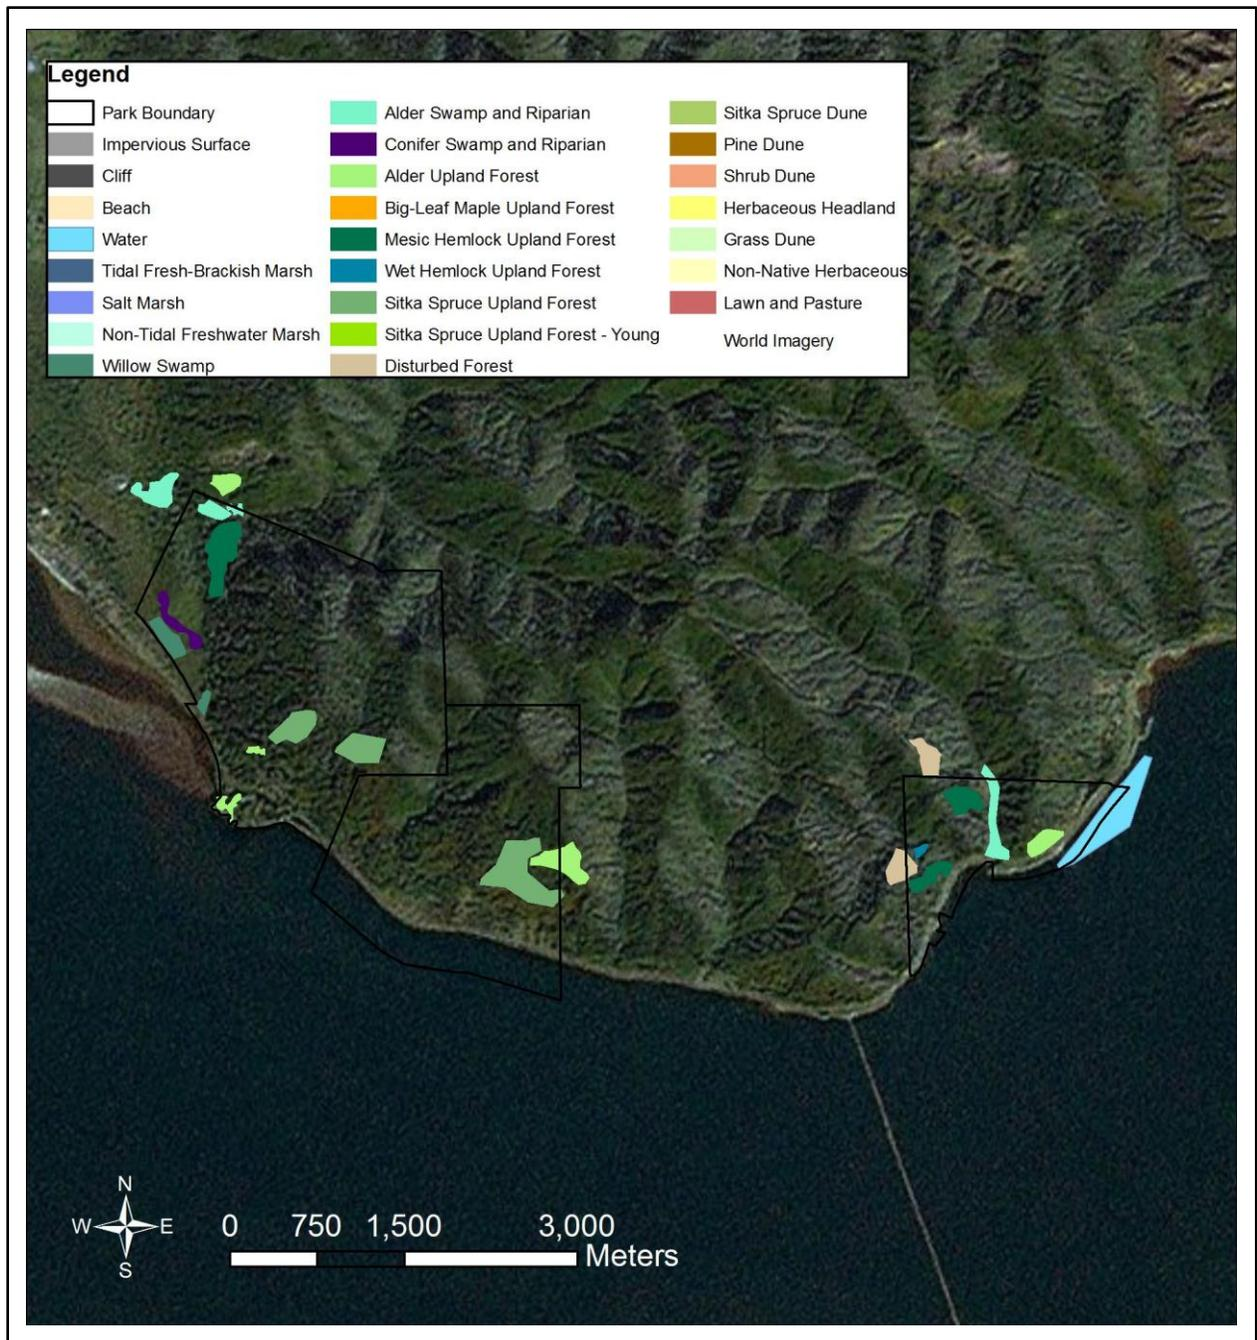 Legend
Park Boundary
Impervious Surface
Cliff
Beach
Water
Tidal Fresh-Brackish Marsh
Salt Marsh
Non-Tidal Freshwater Marsh
Willow Swamp
Alder Swamp and Riparian
Conifer Swamp and Riparian
Alder Upland Forest
Big-Leaf Maple Upland Forest
Mesic Hemlock Upland Forest
Wet Hemlock Upland Forest
Sitka Spruce Upland Forest
Sitka Spruce Upland Forest - Young
Disturbed Forest
Sitka Spruce Dune
Pine Dune
Shrub Dune
Herbaceous Headland
Grass Dune
Non-Native Herbaceous
Lawn and Pasture
World Imagery
N
W E
S
0 750 1,500 3,000
Meters